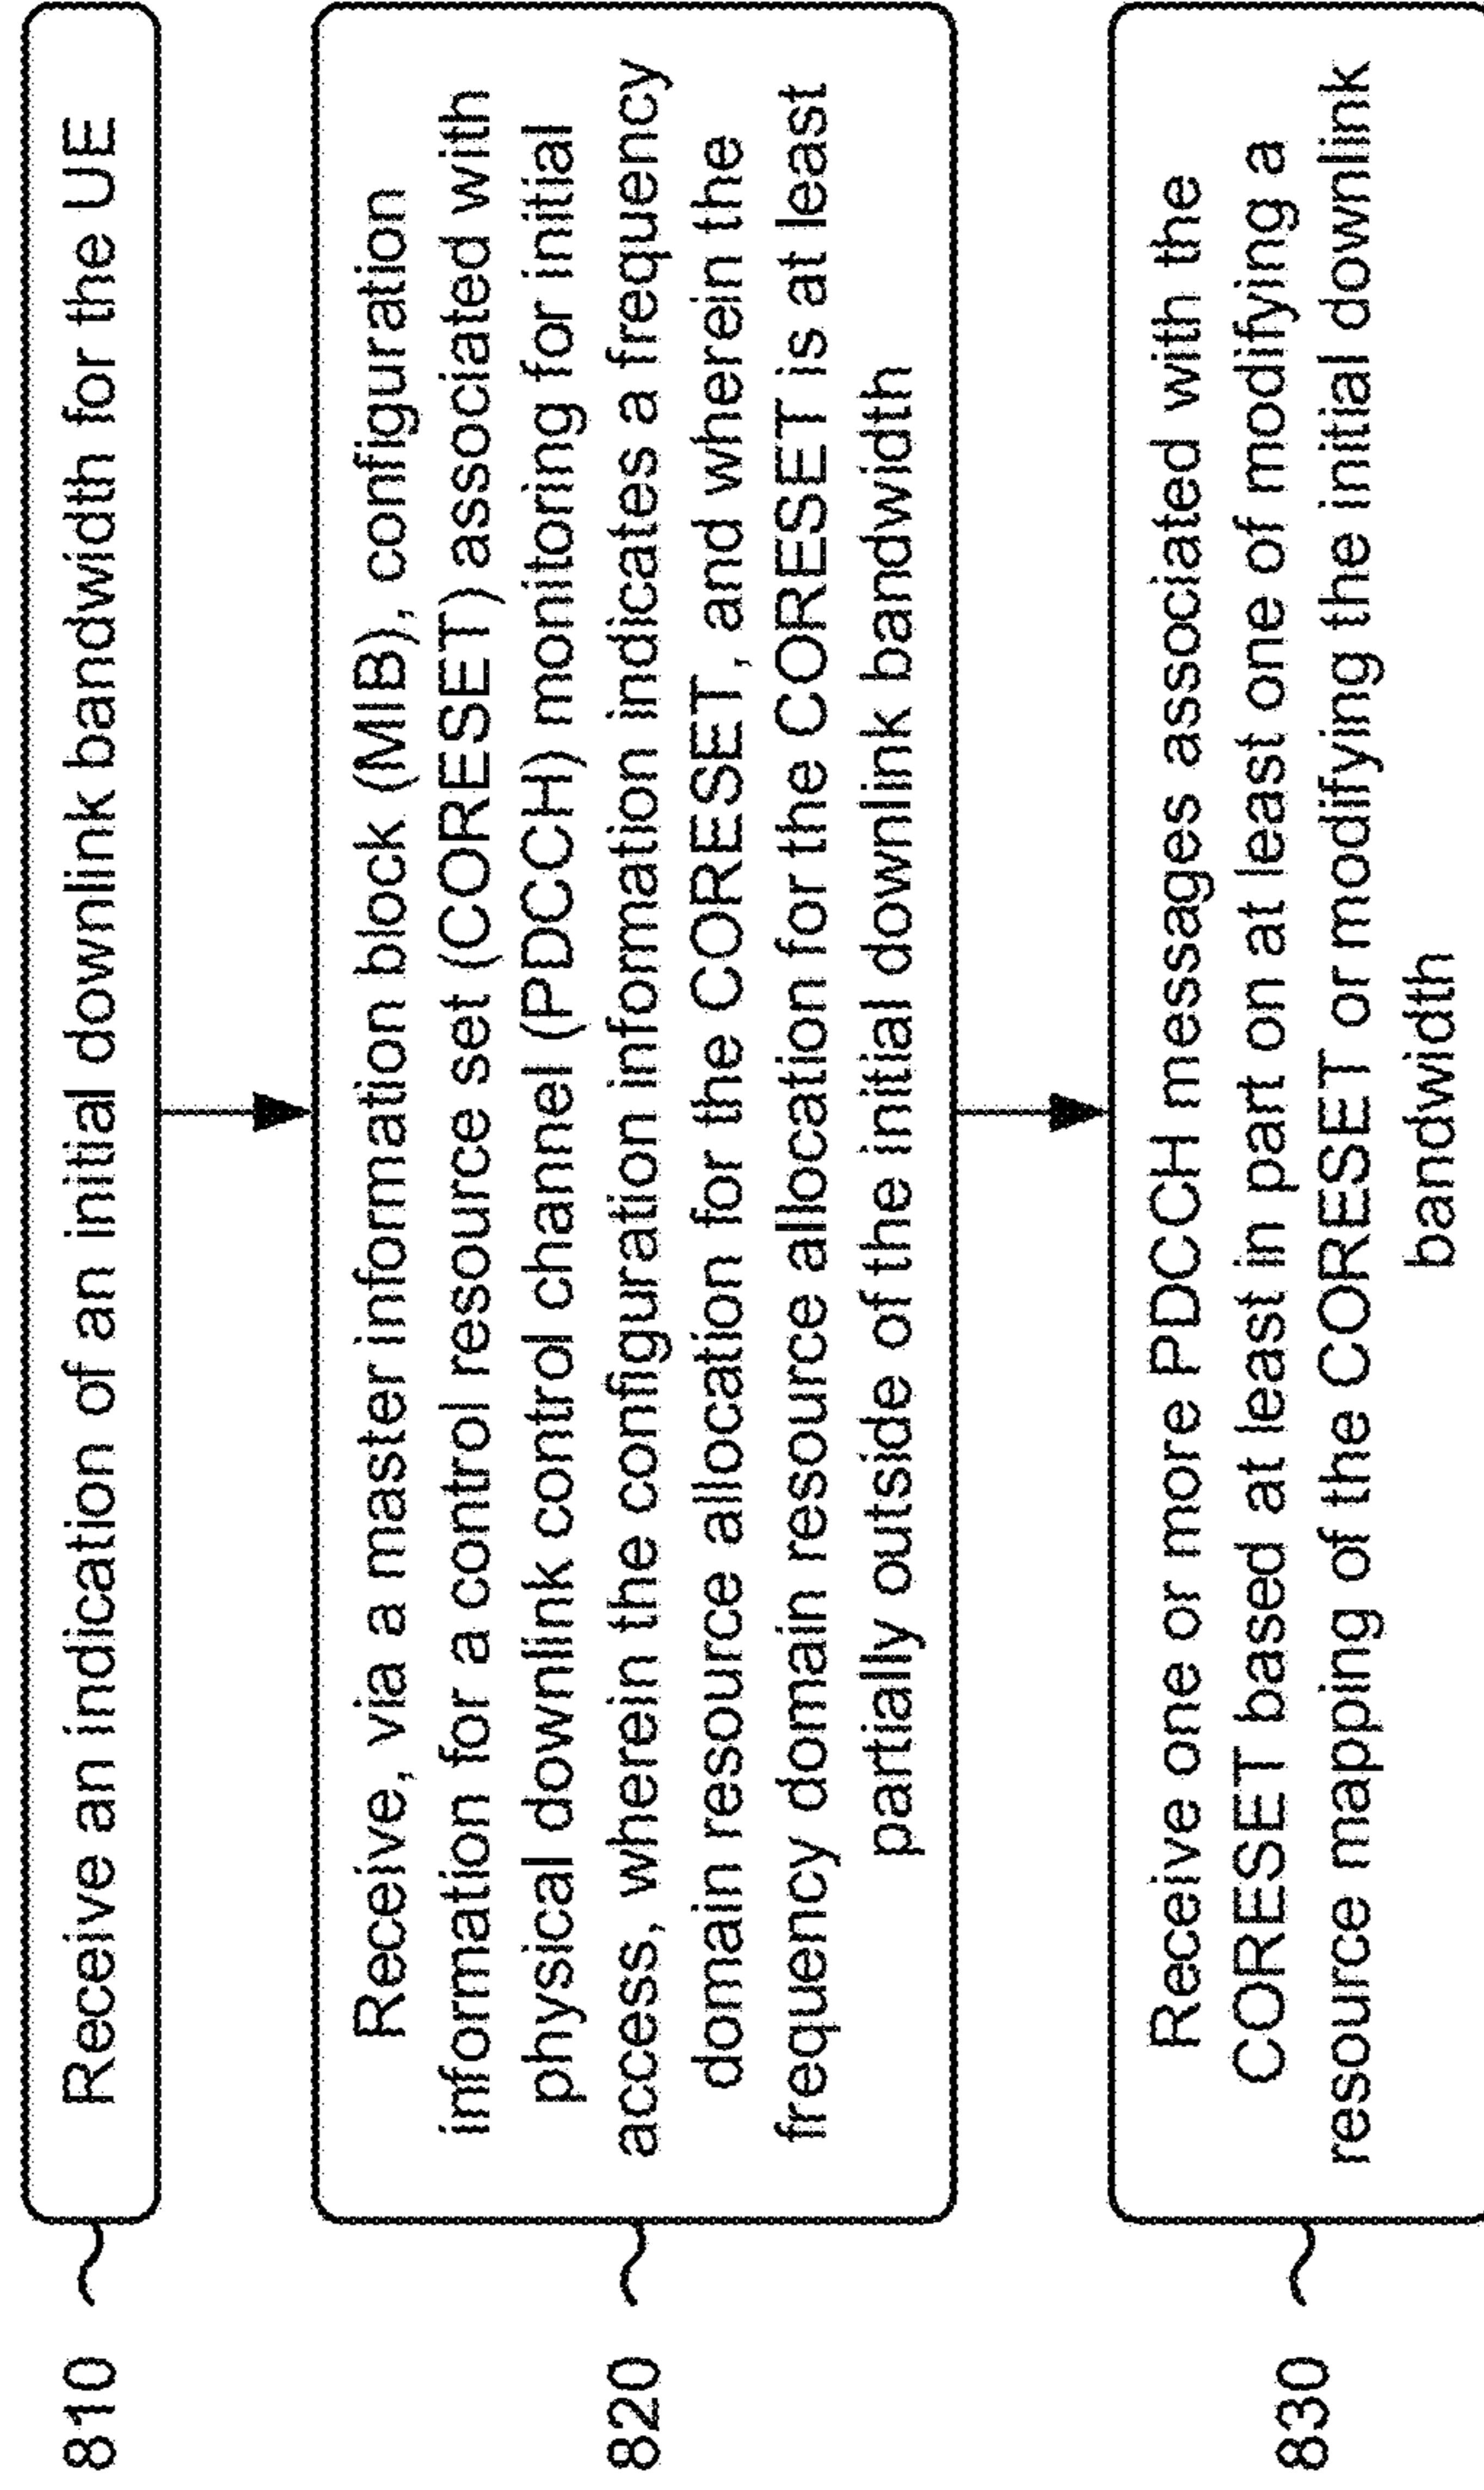 810
Receive an indication of an initial downlink bandwidth for the UE
820
Receive, via a master information block (MIB), configuration
information for a control resource set (CORESET) associated with
physical downlink control channel (PDCCH) monitoring for initial
access, wherein the configuration information indicates a frequency
domain resource allocation for the CORESET, and wherein the
frequency domain resource allocation for the CORESET is at least
partially outside of the initial downlink bandwidth
830
Receive one or more PDCCH messages associated with the
CORESET based at least in part on at least one of modifying a
resource mapping of the CORESET or modifying the initial downlink
bandwidth